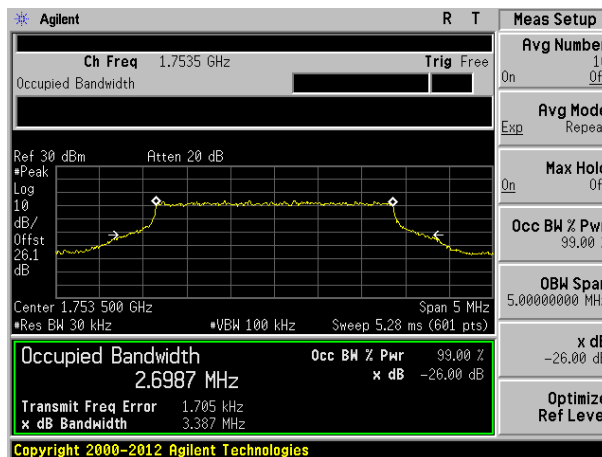 Agilent R T Meas Setup
Avg Number
10
On Off
Ch Freq 1.7535 GHz Trig Free
Occupied Bandwidth
Avg Mode
Exp Repeat
Ref 30 dBm Atten 20 dB
#Peak
Log
10
dB/
Offst
26.1
dB
Max Hold
On Off
Occ BW % Pwr
99.00 %
OBW Span
5.00000000 MHz
Center 1.753 500 GHz Span 5 MHz
#Res BW 30 kHz #VBW 100 kHz Sweep 5.28 ms (601 pts)
x dB
-26.00 dB
Occupied Bandwidth Occ BW % Pwr 99.00 %
2.6987 MHz x dB -26.00 dB
Transmit Freq Error 1.705 kHz
x dB Bandwidth 3.387 MHz
Optimize
Ref Level
Copyright 2000-2012 Agilent Technologies